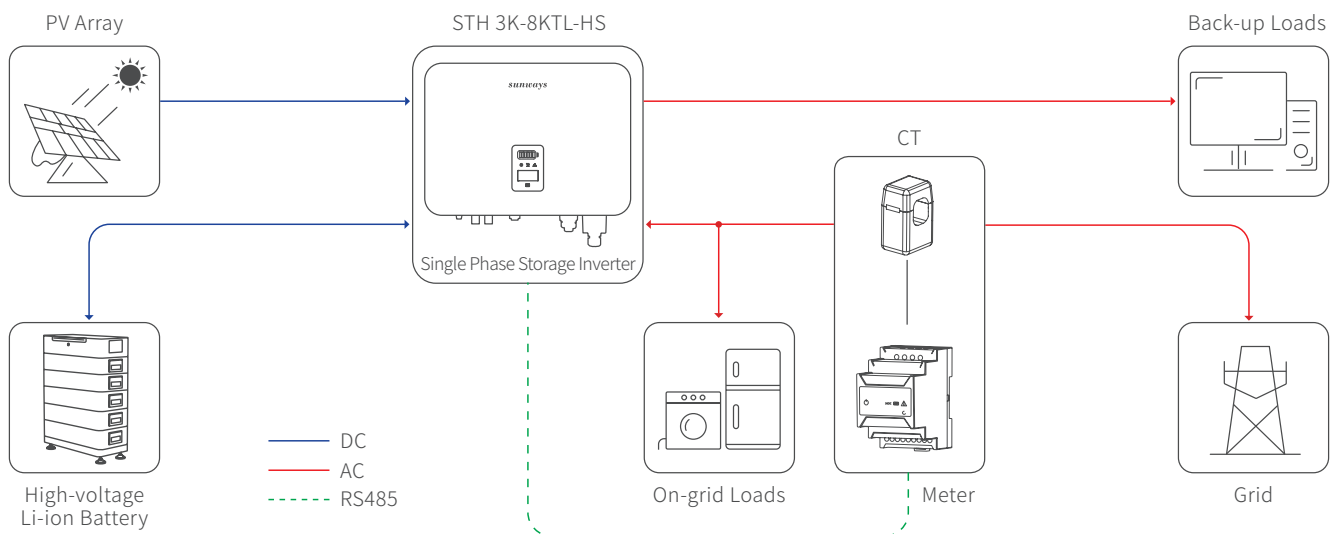 PV Array
STH 3K-8KTL-HS
Back-up Loads
sunways
CT
Single Phase Storage Inverter
DC
AC
RS485
High-voltage
Li-ion Battery
On-grid Loads
Meter
Grid